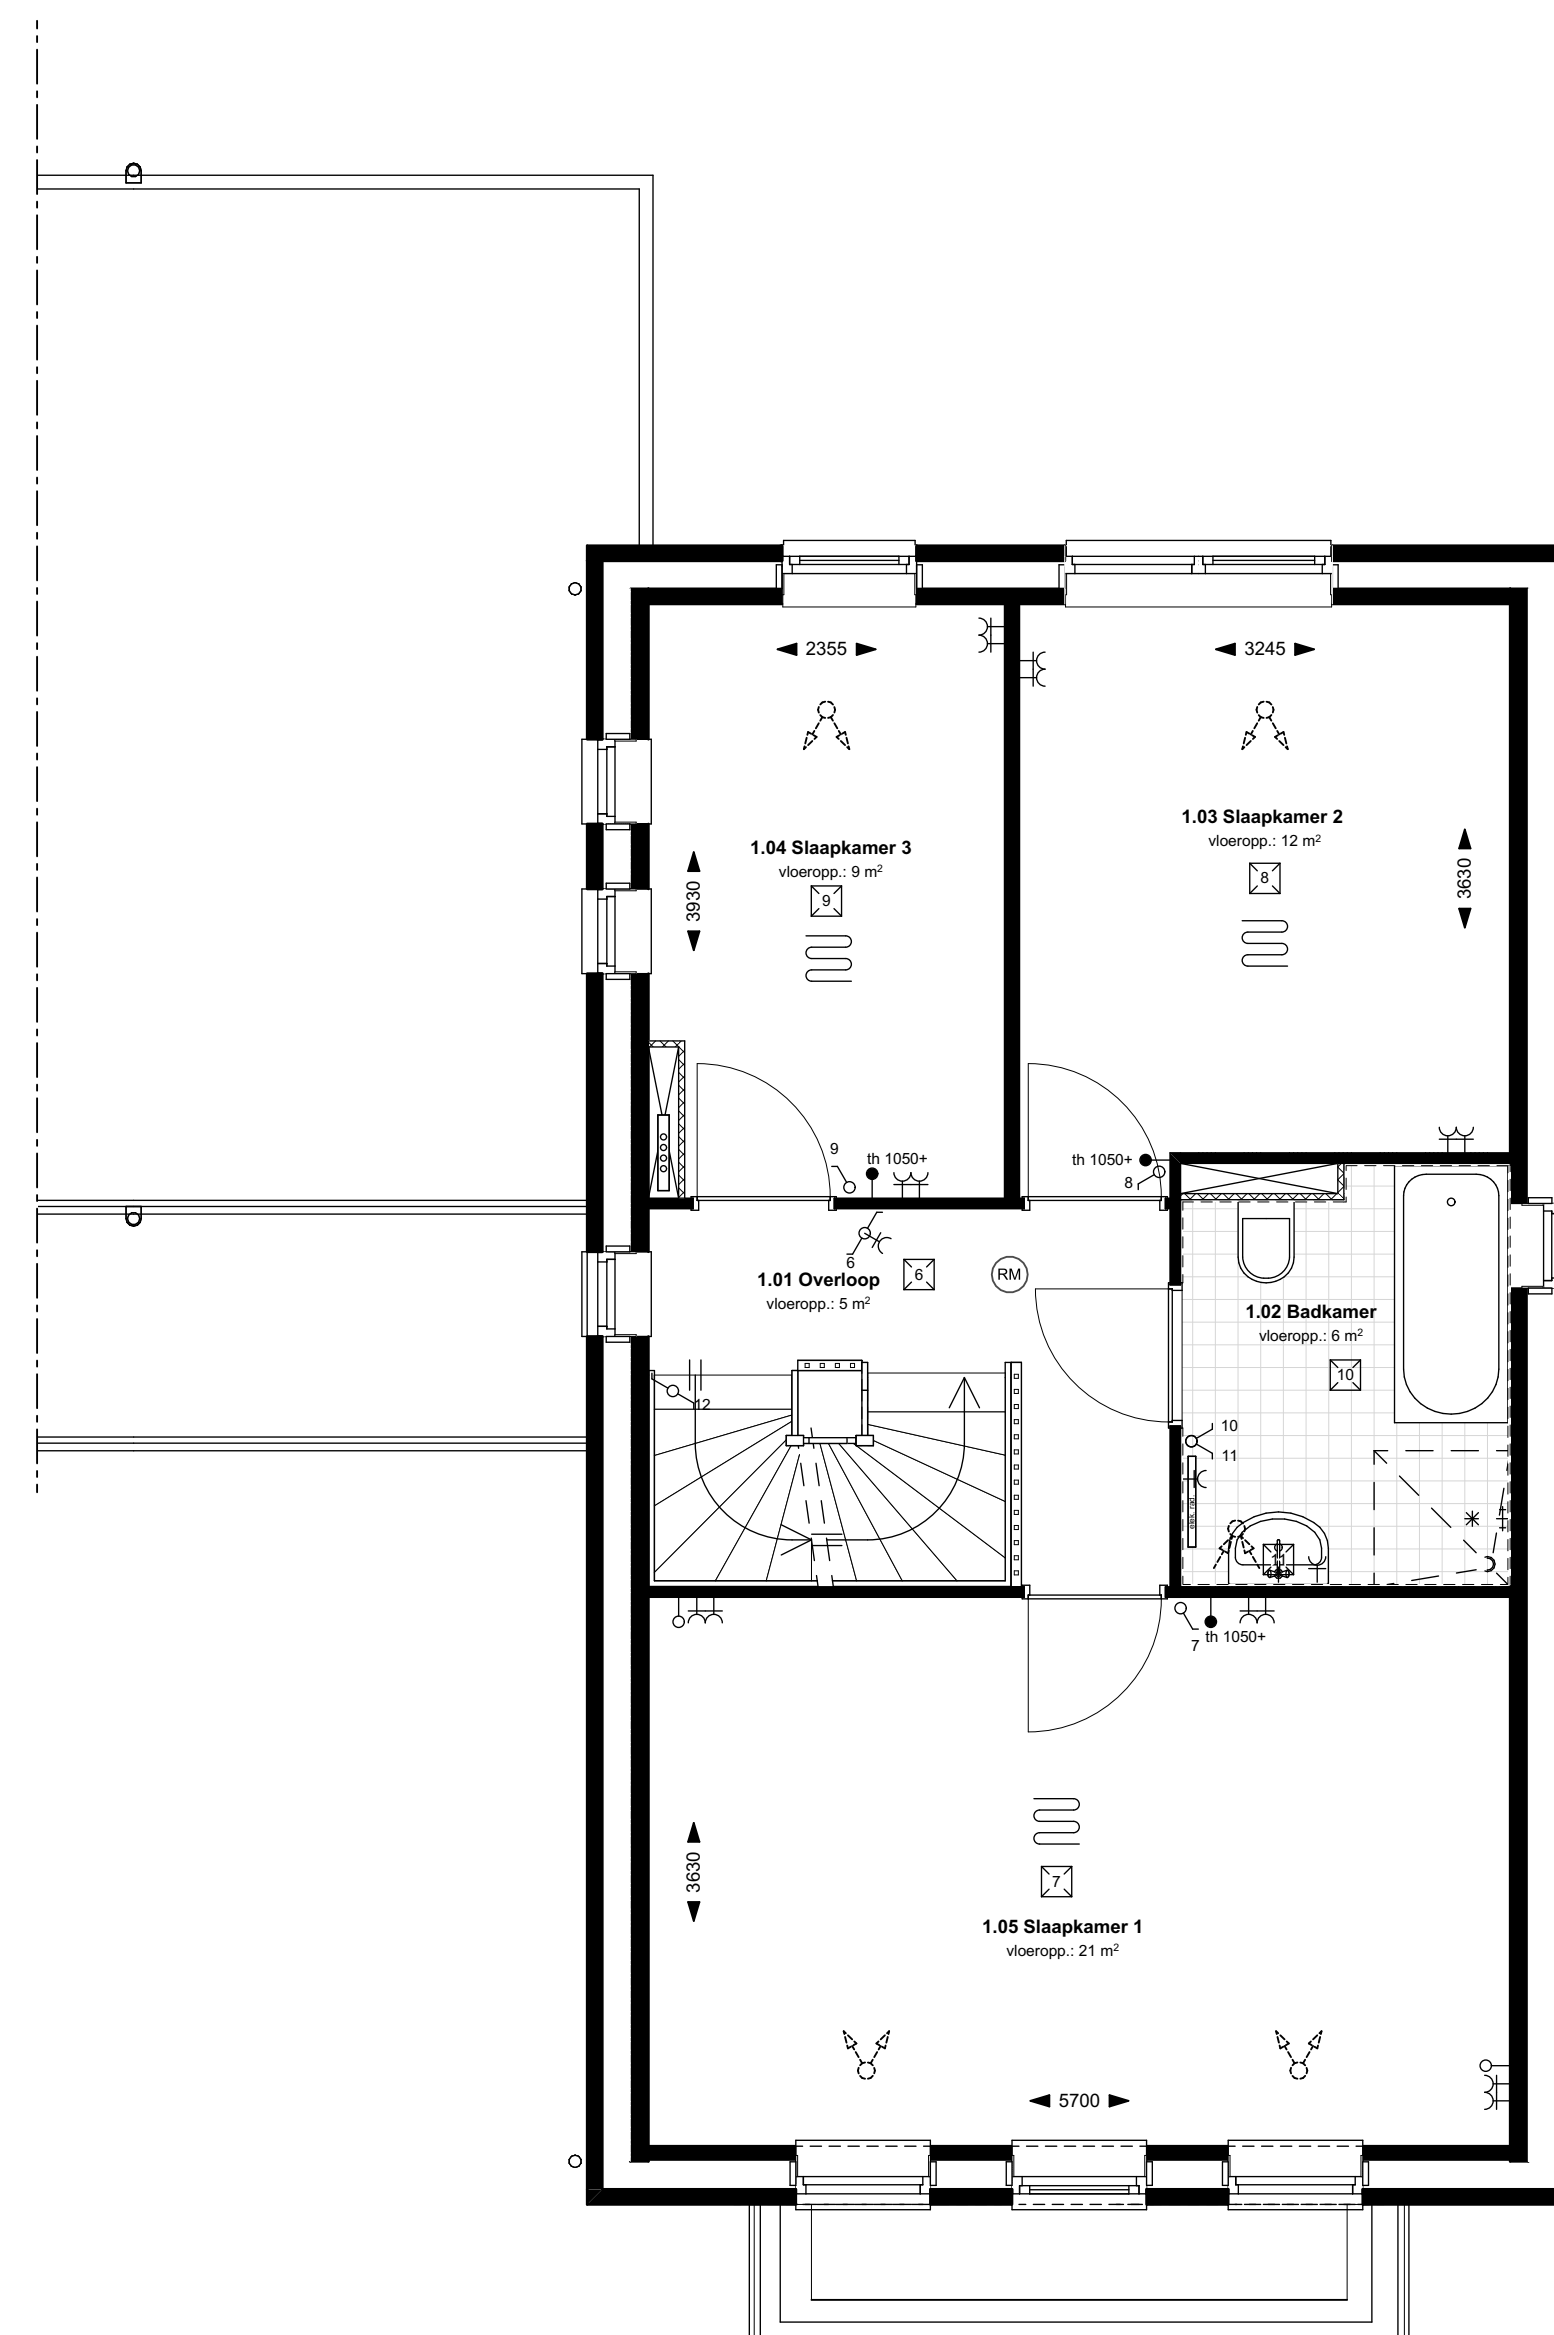 2355
3245
1.03 Slaapkamer 2
vloeropp.: 12 m²
8
3630
1.04 Slaapkamer 3
vloeropp.: 9 m²
9
3930
9
th 1050+
th 1050+
8
6
1.01 Overloop
vloeropp.: 5 m²
6
RM
1.02 Badkamer
vloeropp.: 6 m²
10
12
10
11
elek. rad.
11
7
th 1050+
3630
7
1.05 Slaapkamer 1
vloeropp.: 21 m²
5700